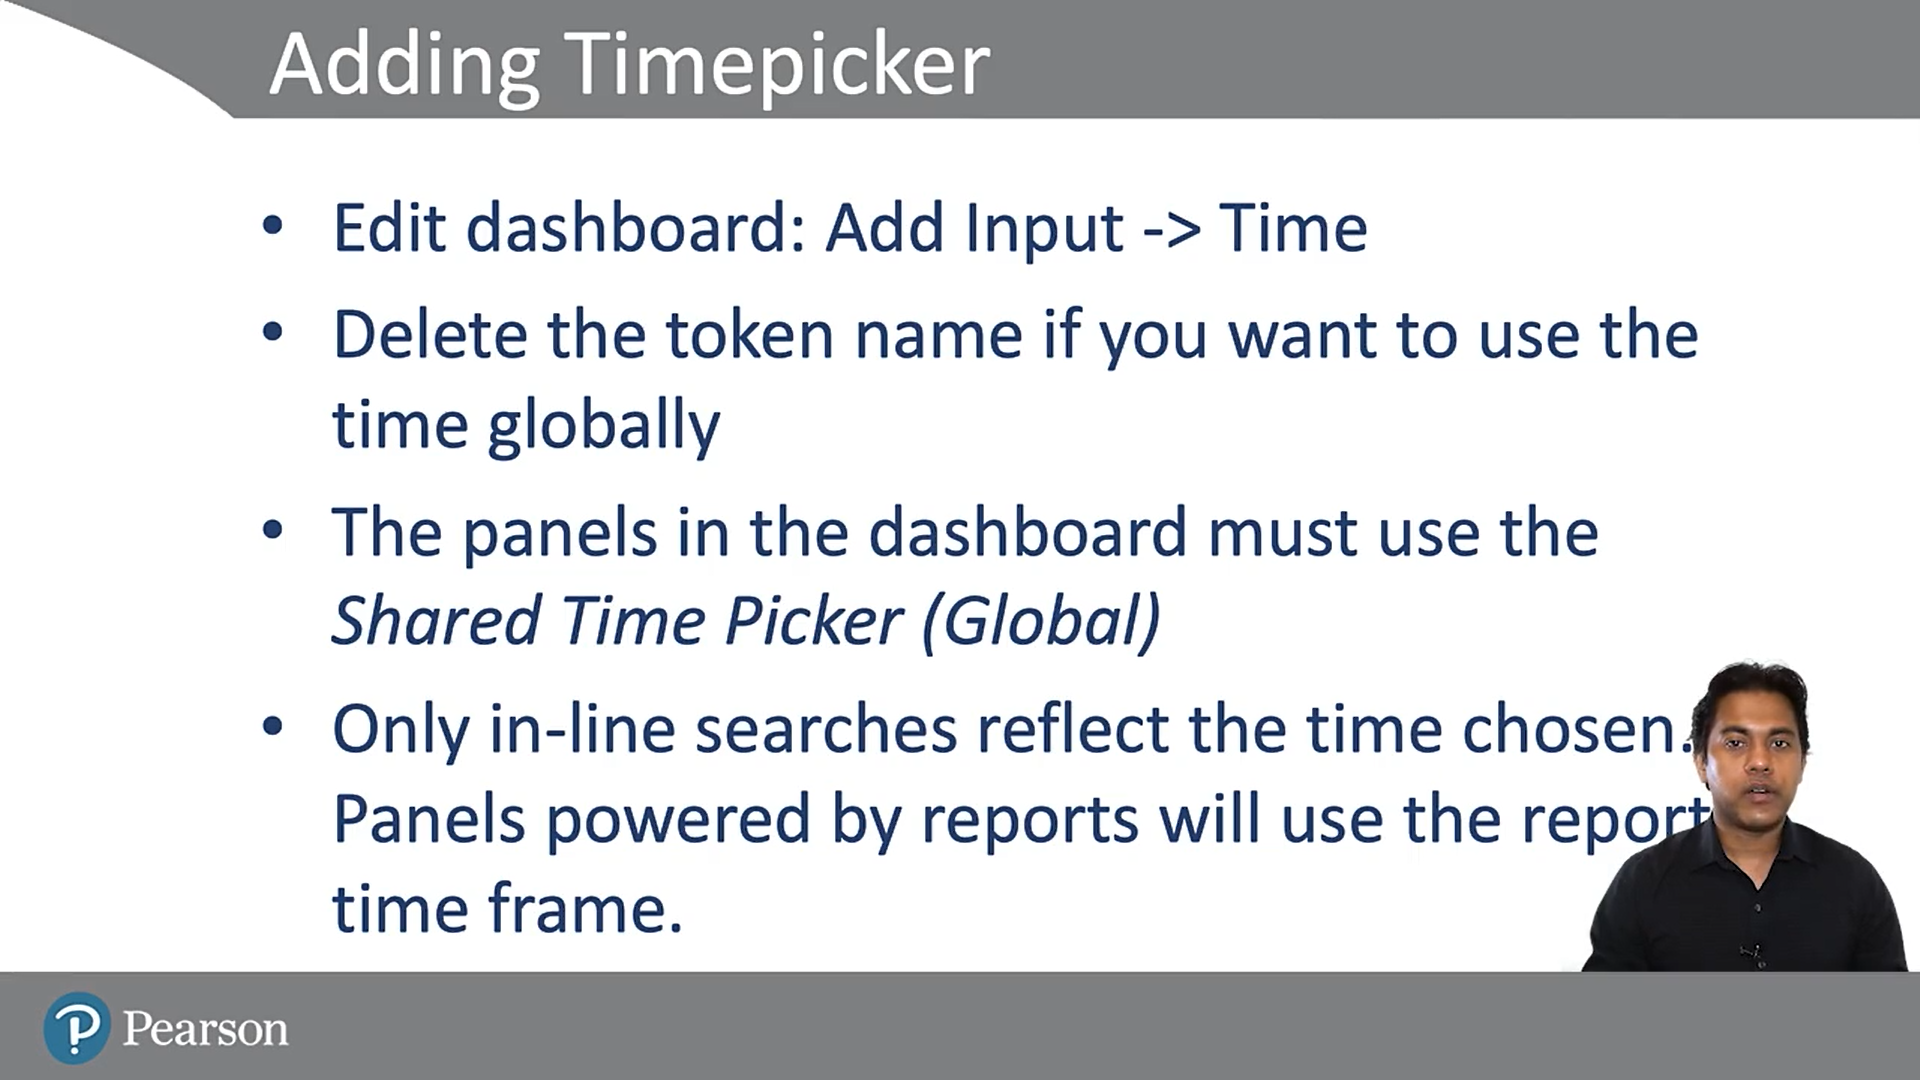 Adding Timepicker
• Edit dashboard: Add Input -> Time
• Delete the token name if you want to use the
time globally
• The panels in the dashboard must use the
Shared Time Picker (Global)
• Only in-line searches reflect the time chosen.
Panels powered by reports will use the report
time frame.
Pearson